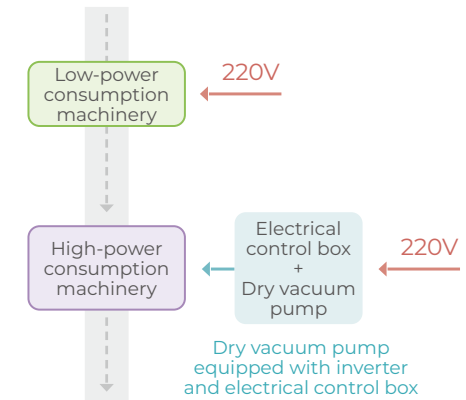 Low-power
consumption
machinery
220V
High-power
consumption
machinery
Electrical
control box
+
Dry vacuum
pump
220V
Dry vacuum pump
equipped with inverter
and electrical control box